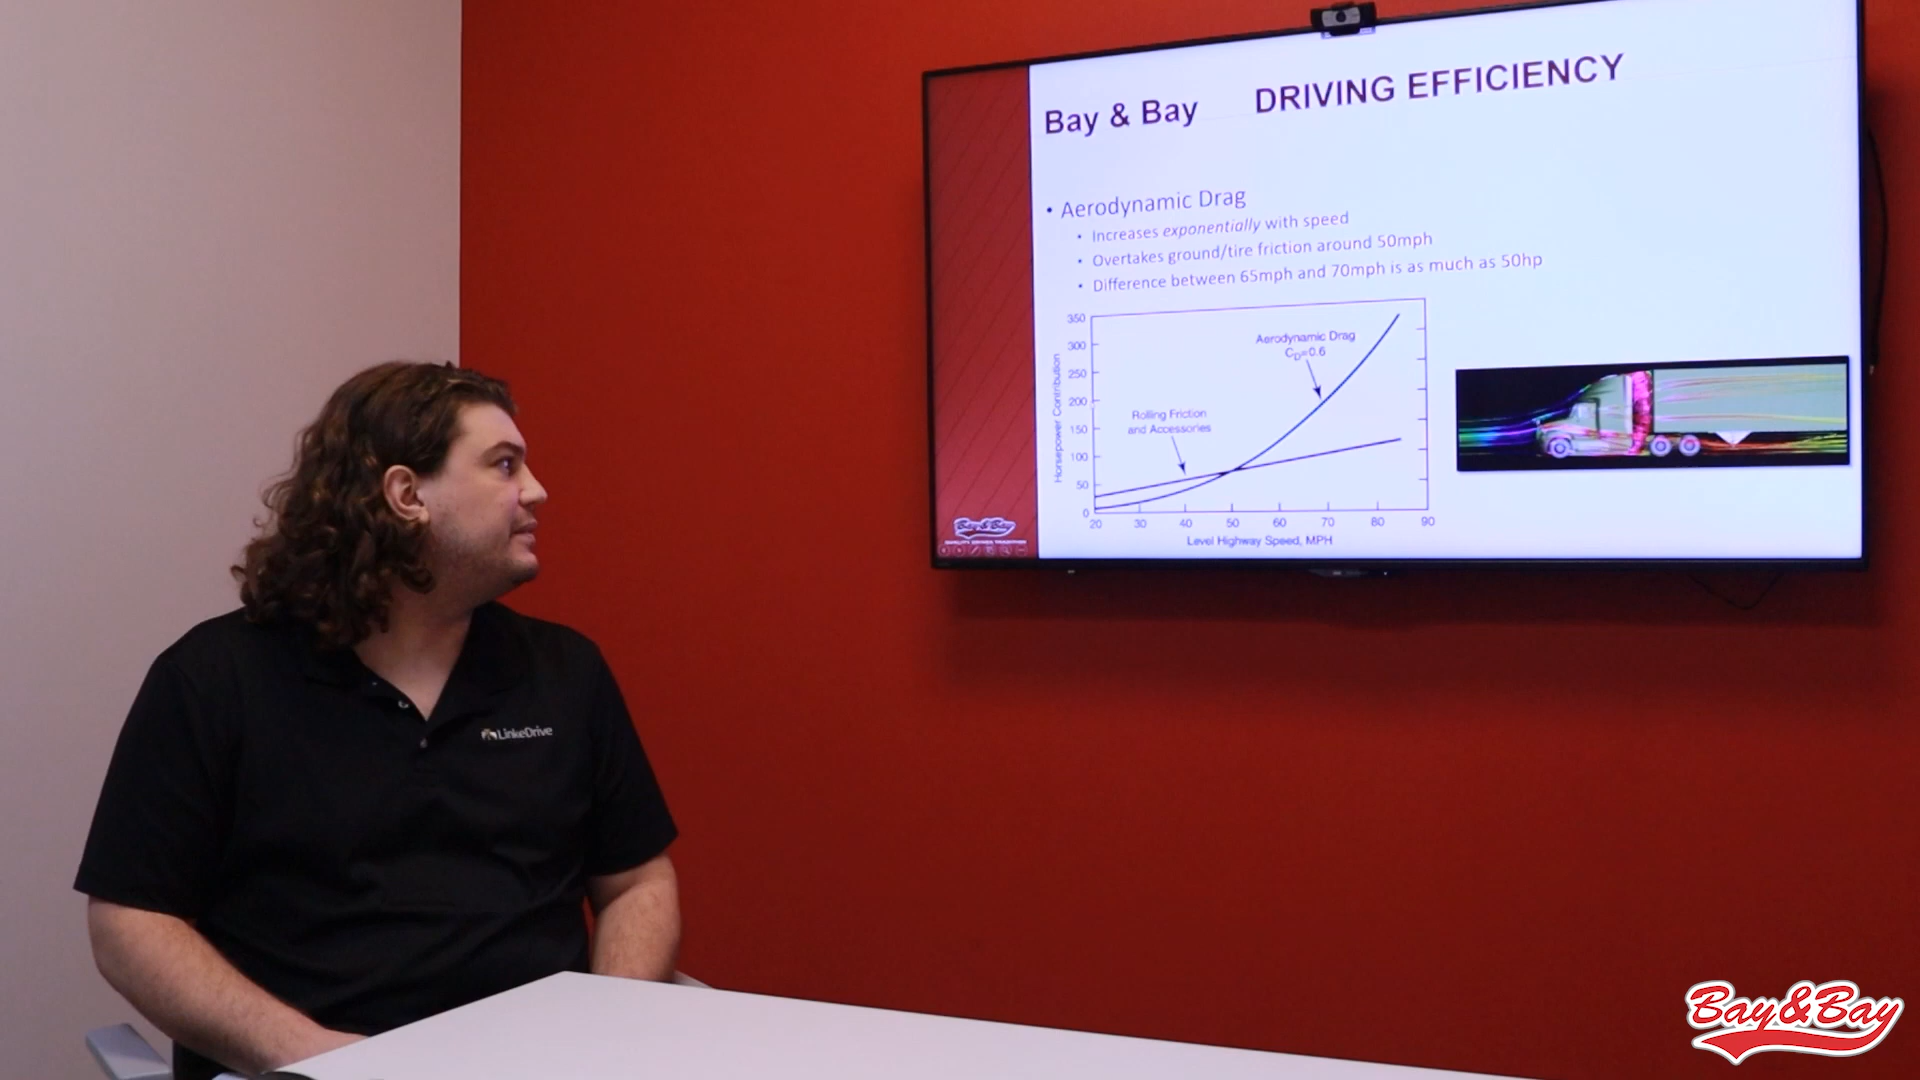 Bay & Bay DRIVING EFFICIENCY
• Aerodynamic Drag
• Increases exponentially with speed
• Overtakes ground/tire friction around 50mph
• Difference between 65mph and 70mph is as much as 50hp
Horsepower Contribution
350
300
250
200
150
100
50
0
Aerodynamic Drag
C_D=0.6
Rolling Friction
and Accessories
20 30 40 50 60 70 80 90
Level Highway Speed, MPH
Bay&Bay
LinkeDrive
Bay&Bay